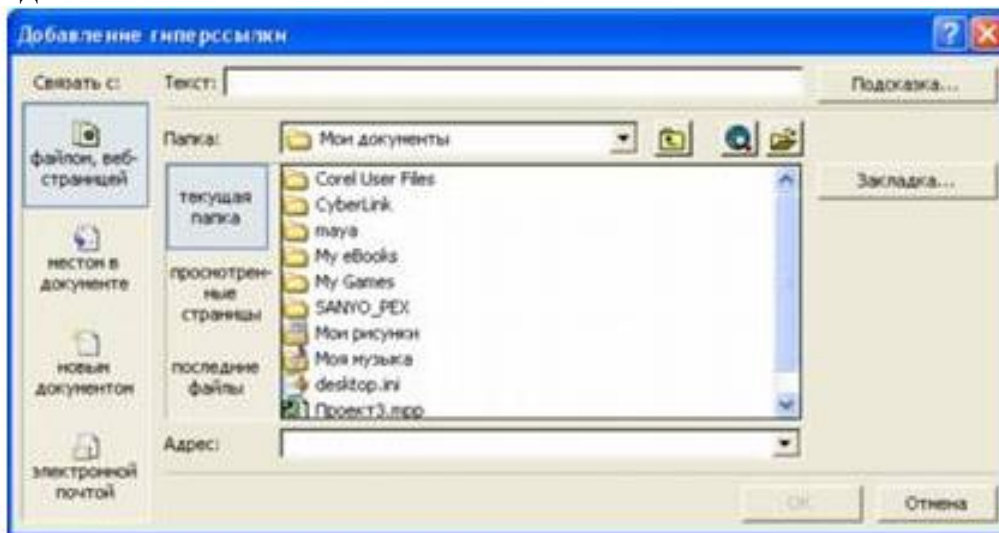 Добавление гиперссылки
Связать с:
Текст:
Подсказка...
файлом, веб-
страницей
Папка:
Мои документы
Закладка...
текущая
папка
Corel User Files
CyberLink
maya
My eBooks
My Games
SANYO_PEX
Мои рисунки
Моя музыка
desktop.ini
Проект3.mpp
местом в
документе
просмотрен-
ные
страницы
новым
документом
последние
файлы
Адрес:
электронной
почтой
ОК
Отмена